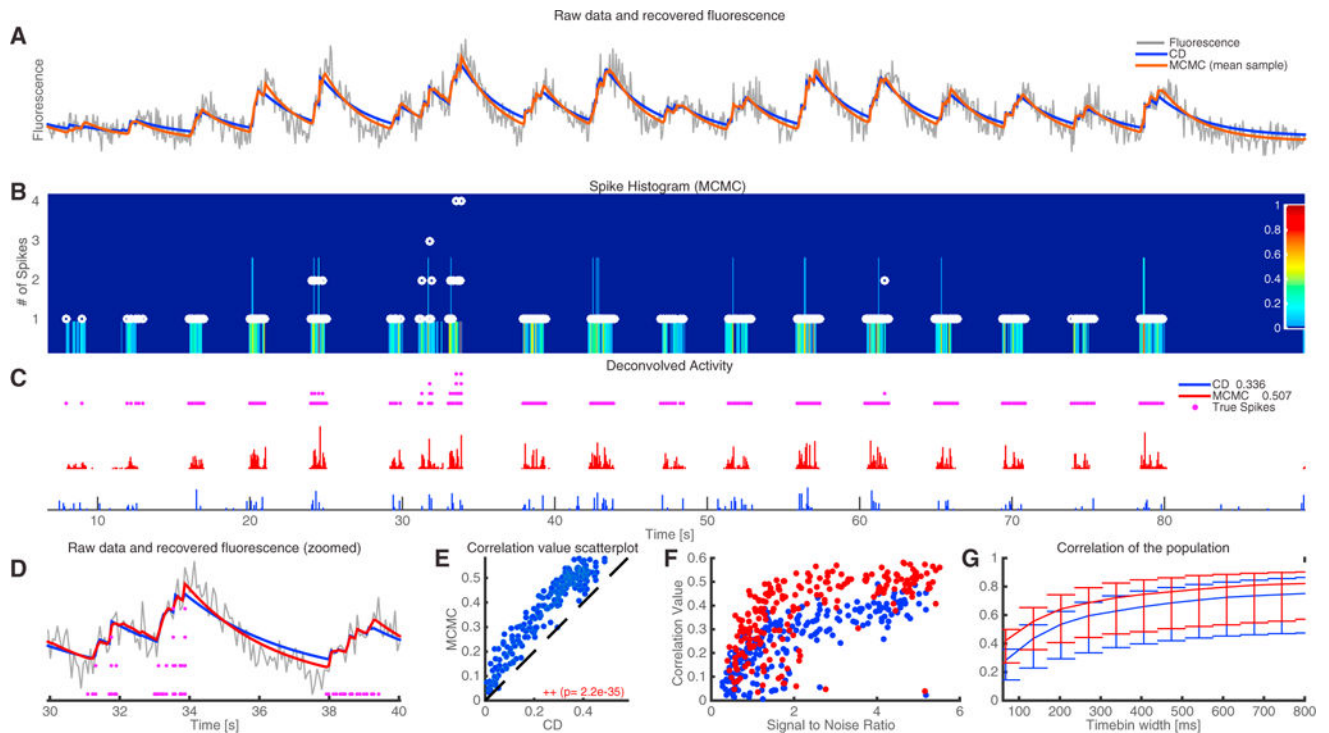 Raw data and recovered fluorescence
A
Fluorescence
Fluorescence
CD
MCMC (mean sample)
B
Spike Histogram (MCMC)
# of Spikes
4
3
2
1
1
0.8
0.6
0.4
0.2
0
C
Deconvolved Activity
CD 0.336
MCMC 0.507
True Spikes
10 20 30 40 50 60 70 80
Time [s]
D
Raw data and recovered fluorescence (zoomed)
30 32 34 36 38 40
Time [s]
E
Correlation value scatterplot
MCMC
0.4
0.2
0
++ (p= 2.2e-35)
0 0.2 0.4
CD
F
Correlation Value
0.6
0.5
0.4
0.3
0.2
0.1
0
0 2 4 6
Signal to Noise Ratio
G
Correlation of the population
1
0.8
0.6
0.4
0.2
0
100 200 300 400 500 600 700 800
Timebin width [ms]